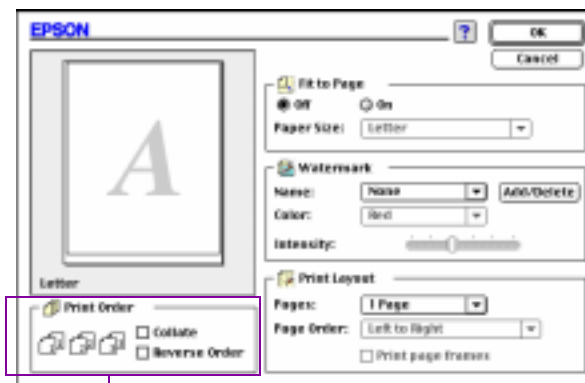 EPSON
?
OK
Cancel
A
Letter
Fit to Page
Off On
Paper Size: Letter
Watermark
Name: None Add/Delete
Color: Red
Intensity:
Print Order
Collate
Reverse Order
Print Layout
Pages: 1 Page
Page Order: Left to Right
Print page frames